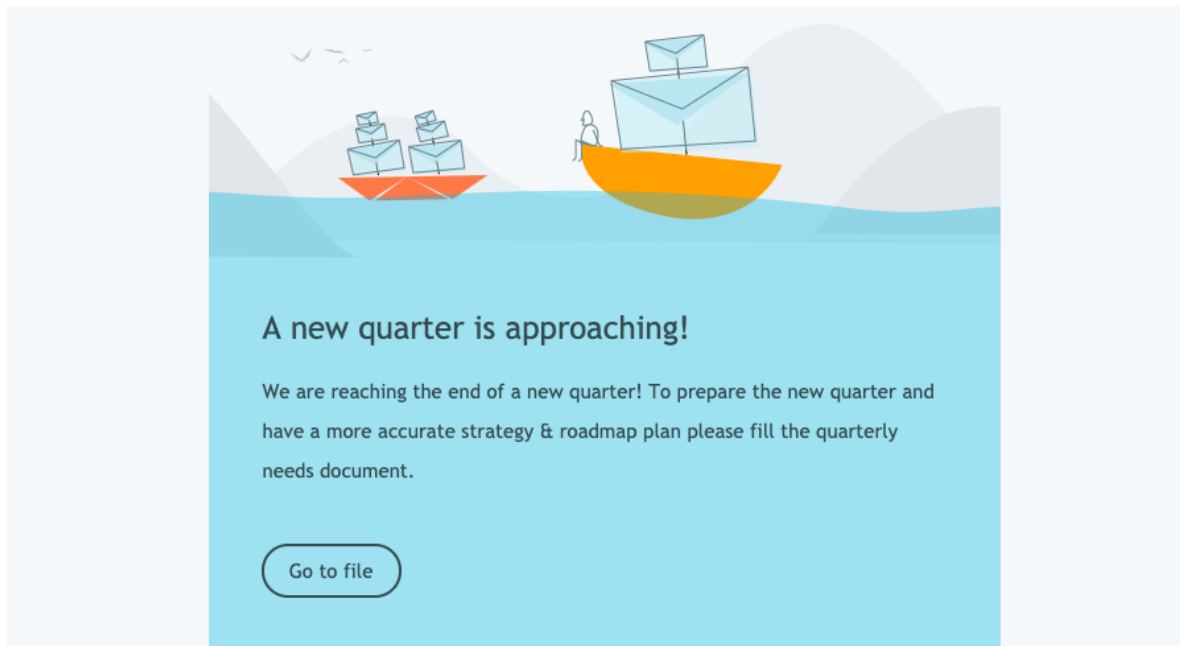 A new quarter is approaching!
We are reaching the end of a new quarter! To prepare the new quarter and
have a more accurate strategy & roadmap plan please fill the quarterly
needs document.
Go to file